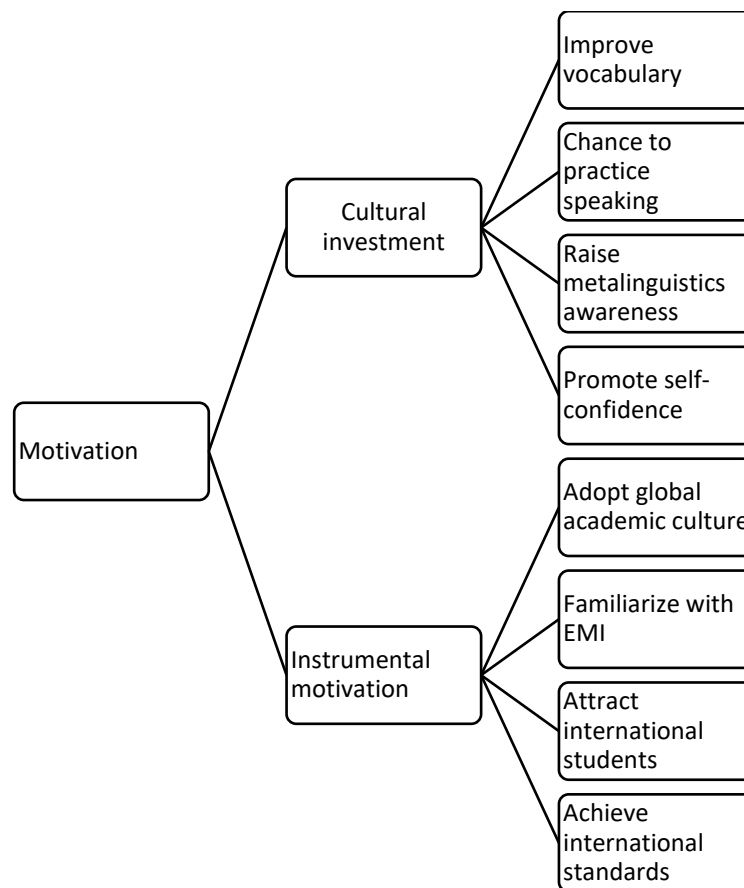 Improve
vocabulary
Chance to
practice
speaking
Cultural
investment
Raise
metalinguistics
awareness
Promote self-
confidence
Motivation
Adopt global
academic culture
Familiarize with
EMI
Instrumental
motivation
Attract
international
students
Achieve
international
standards